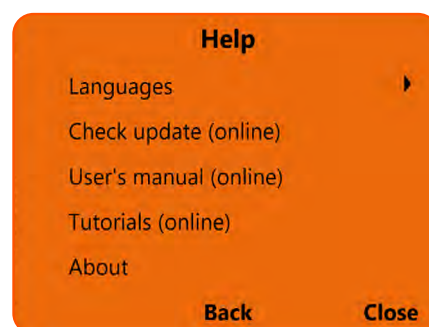 Help
Languages
Check update (online)
User's manual (online)
Tutorials (online)
About
Back Close